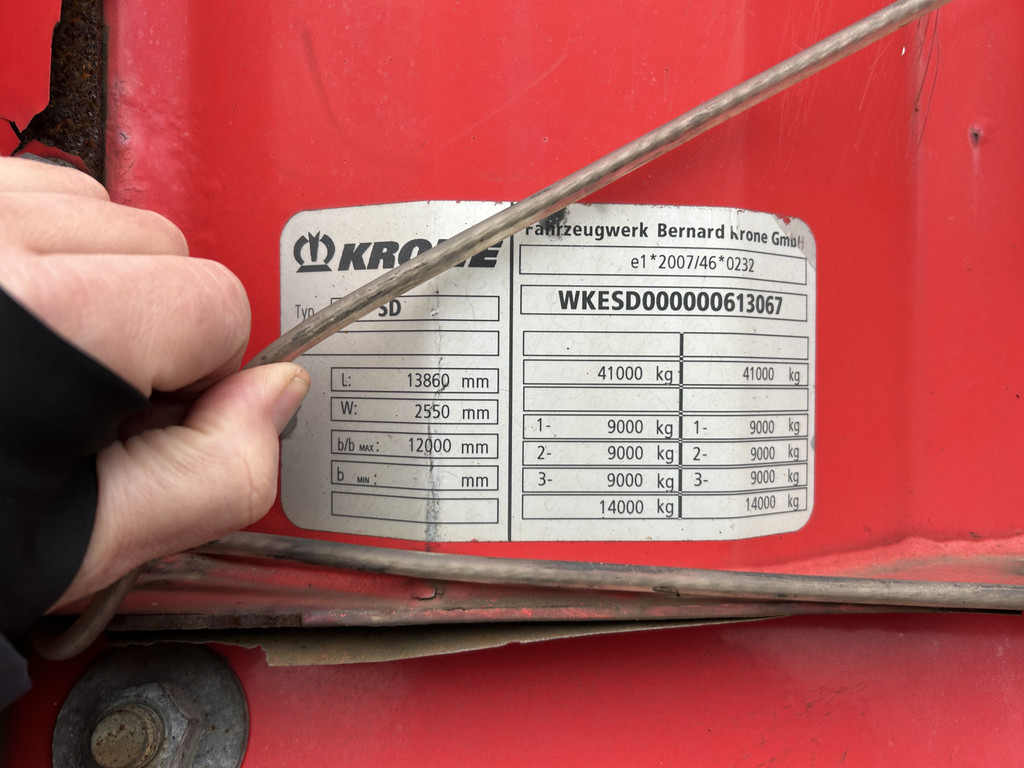 KRONE
Typ SD
L: 13860 mm
W: 2550 mm
b/b MAX: 12000 mm
b MIN: mm
Fahrzeugwerk Bernard Krone GmbH
e1*2007/46*0232
WKESD000000613067
41000 kg 41000 kg
1- 9000 kg 1- 9000 kg
2- 9000 kg 2- 9000 kg
3- 9000 kg 3- 9000 kg
14000 kg 14000 kg